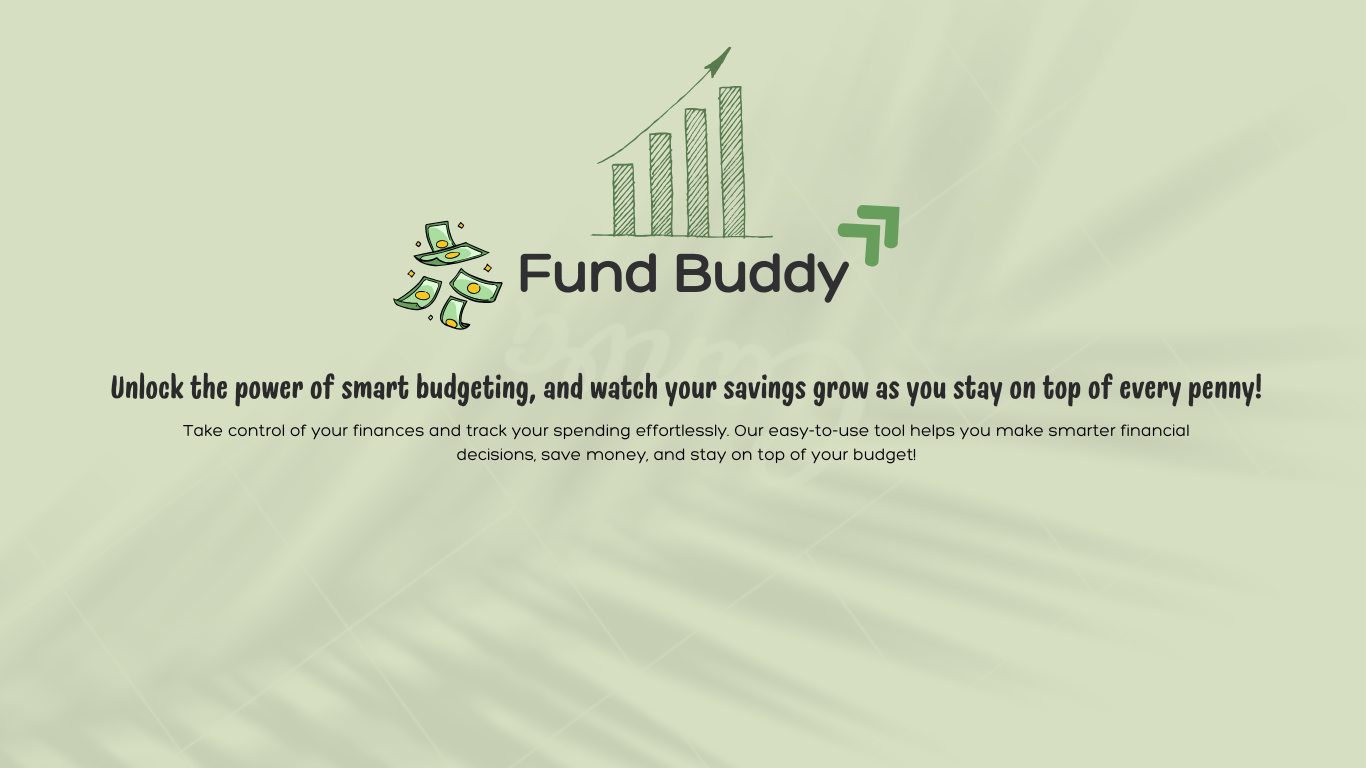 Fund Buddy
Unlock the power of smart budgeting, and watch your savings grow as you stay on top of every penny!
Take control of your finances and track your spending effortlessly. Our easy-to-use tool helps you make smarter financial
decisions, save money, and stay on top of your budget!